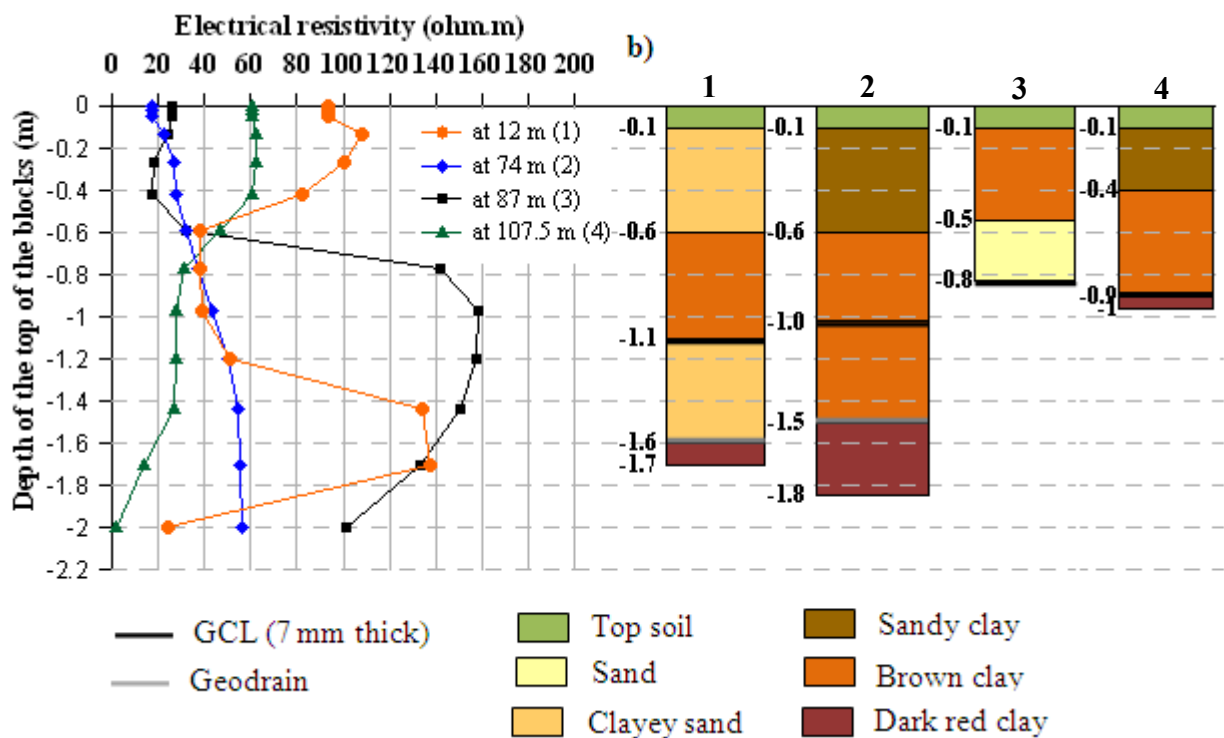 Electrical resistivity (ohm.m)
0 20 40 60 80 100 120 140 160 180 200
Depth of the top of the blocks (m)
0
-0.2
-0.4
-0.6
-0.8
-1
-1.2
-1.4
-1.6
-1.8
-2
-2.2
at 12 m (1)
at 74 m (2)
at 87 m (3)
at 107.5 m (4)
b)
1 2 3 4
-0.1
-0.6
-1.1
-1.6
-1.7
-0.1
-0.6
-1.0
-1.5
-1.8
-0.1
-0.5
-0.8
-0.1
-0.4
-0.9
-1
GCL (7 mm thick)
Geodrain
Top soil
Sand
Clayey sand
Sandy clay
Brown clay
Dark red clay